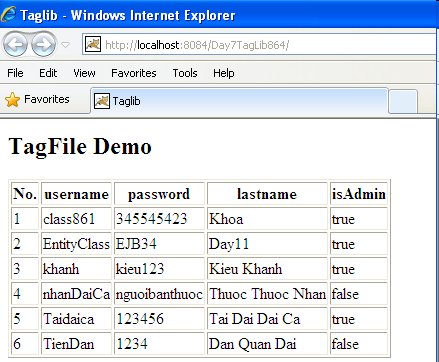 Taglib - Windows Internet Explorer
http://localhost:8084/Day7TagLib864/
File Edit View Favorites Tools Help
Favorites Taglib
TagFile Demo
No. username password lastname isAdmin
1 class861 345545423 Khoa true
2 EntityClass EJB34 Day11 true
3 khanh kieu123 Kieu Khanh true
4 nhanDaiCa nguoibanthuoc Thuoc Thuoc Nhan false
5 Taidaica 123456 Tai Dai Dai Ca true
6 TienDan 1234 Dan Quan Dai false